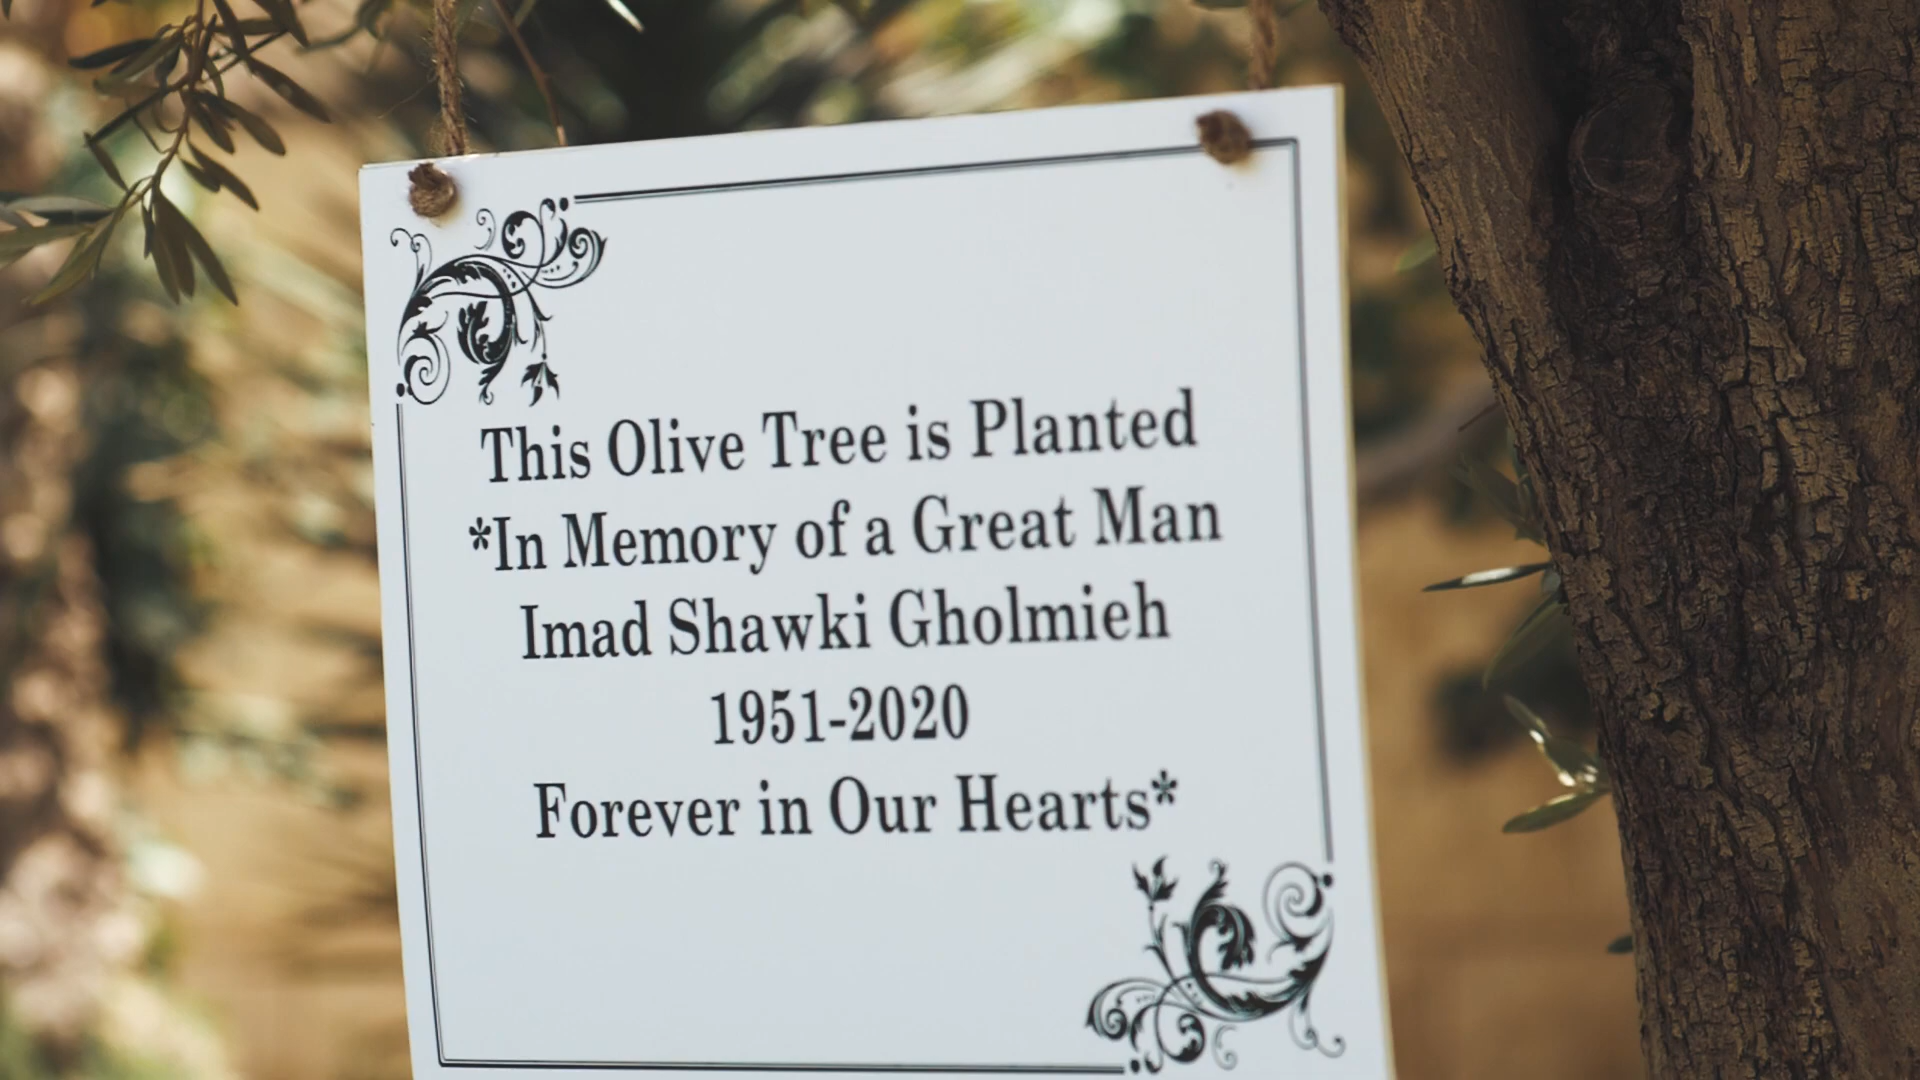 This Olive Tree is Planted
*In Memory of a Great Man
Imad Shawki Gholmieh
1951-2020
Forever in Our Hearts*